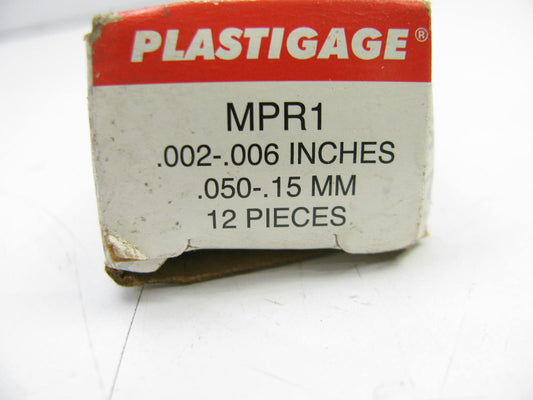 PLASTIGAGE®
MPR1
.002-.006 INCHES
.050-.15 MM
12 PIECES